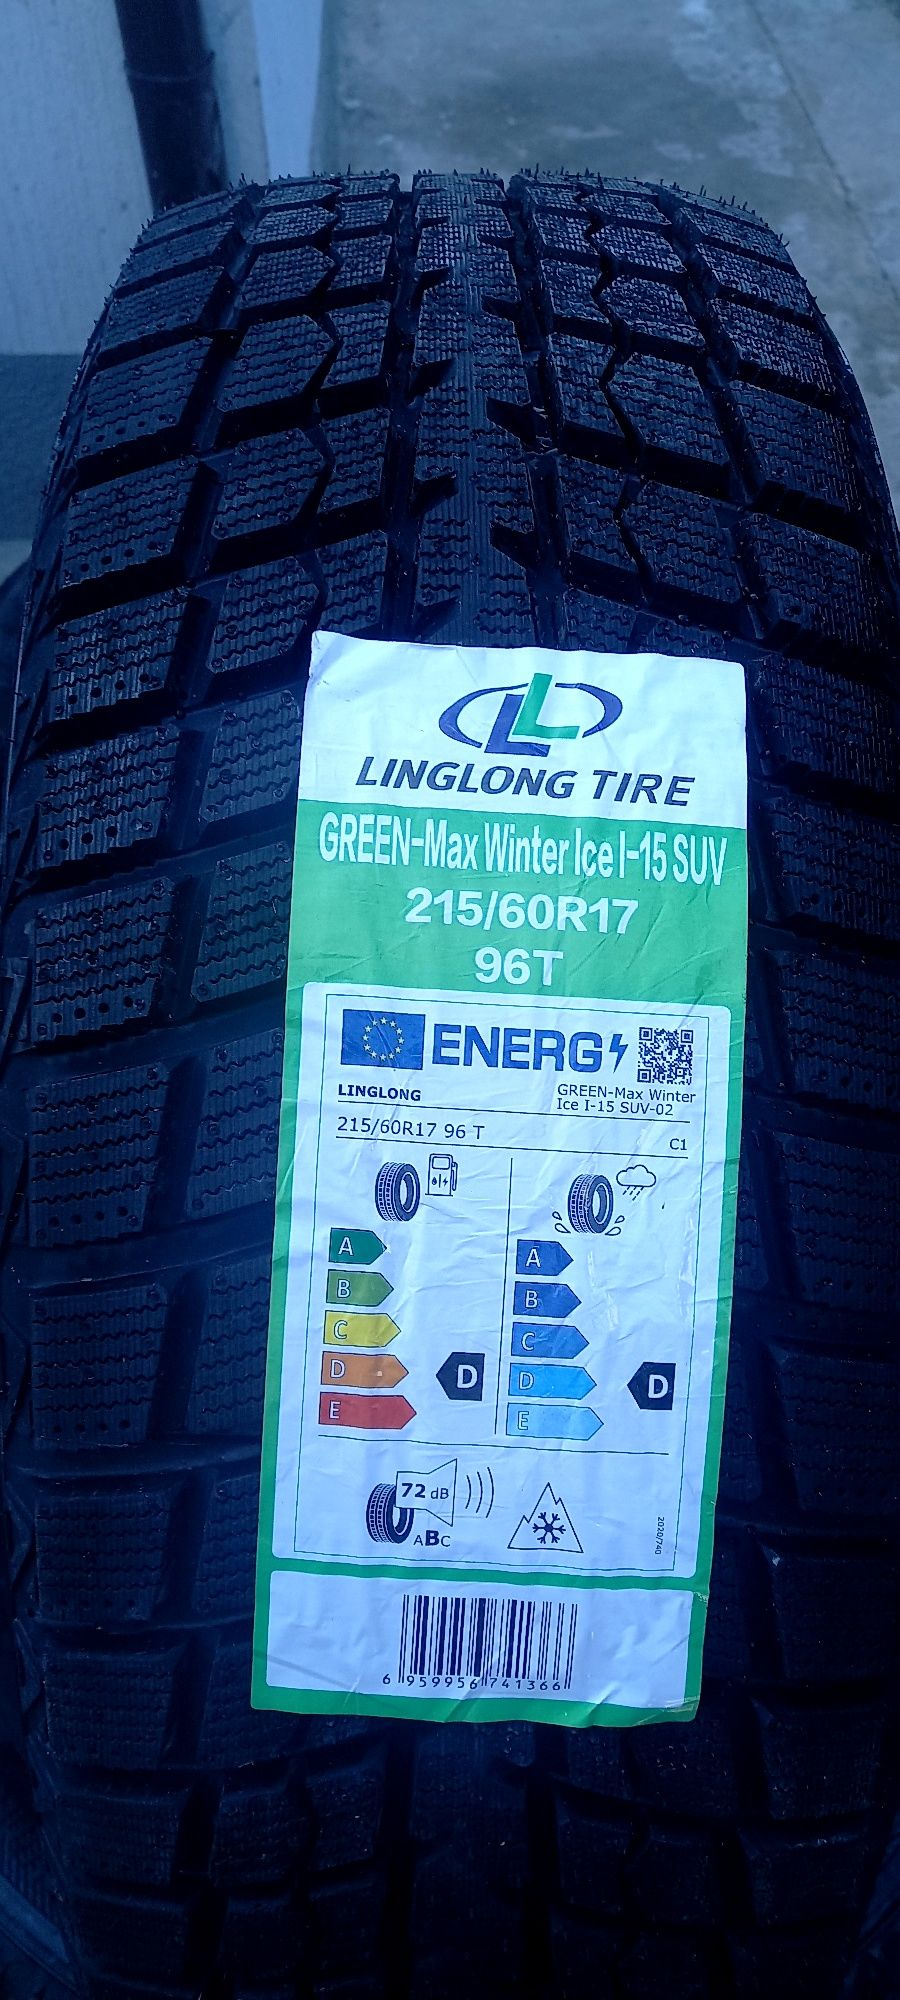 LL
LINGLONG TIRE
GREEN-Max Winter Ice I-15 SUV
215/60R17
96T
ENERG
LINGLONG
GREEN-Max Winter
Ice I-15 SUV-02
215/60R17 96 T
C1
A
B
C
D
E
D
A
B
C
D
E
D
72 dB
ABC
2020/740
6 959956 741366